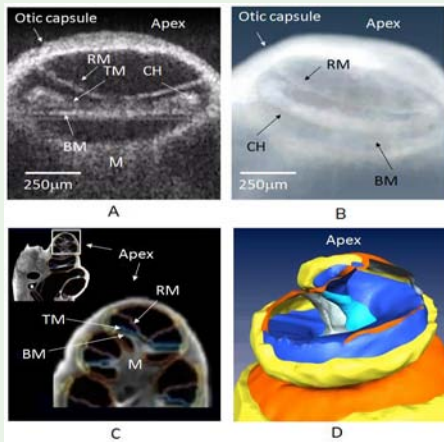 Otic capsule
Apex
RM
TM
CH
BM
M
250μm
A
Otic capsule
Apex
RM
CH
BM
250μm
B
Apex
RM
TM
BM
M
C
Apex
D